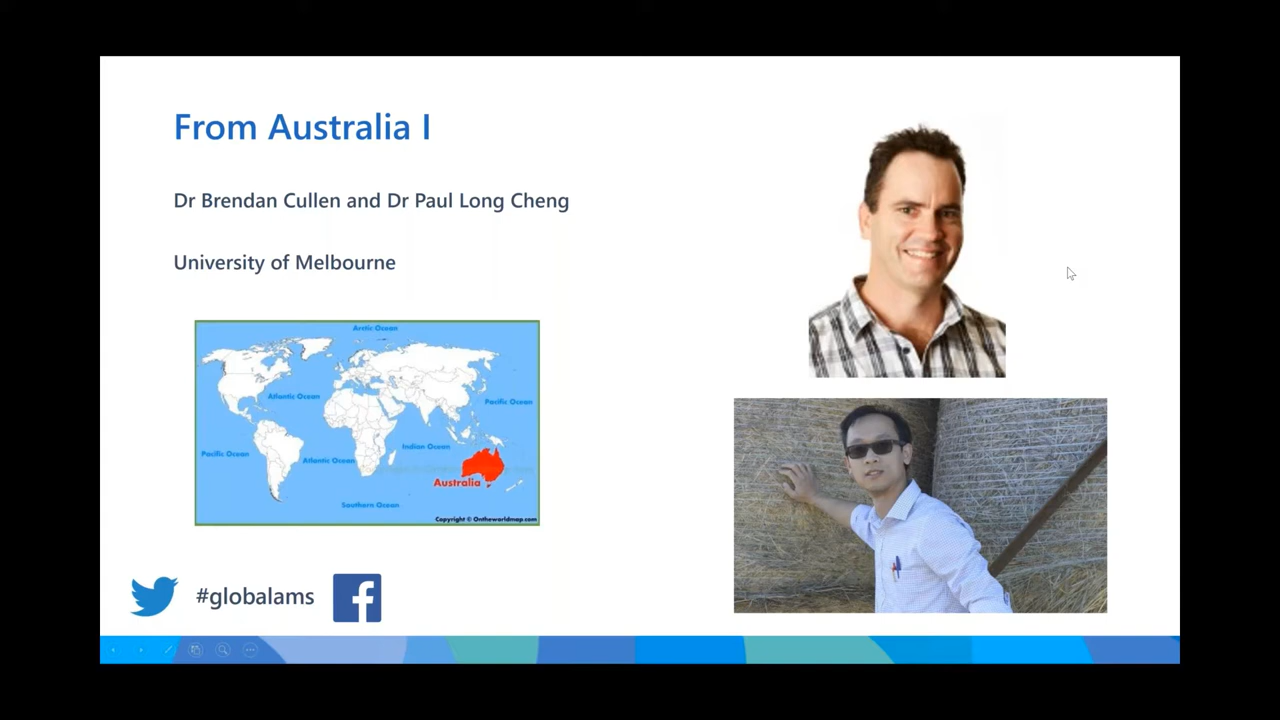 From Australia I
Dr Brendan Cullen and Dr Paul Long Cheng
University of Melbourne
Arctic Ocean
Atlantic Ocean
Pacific Ocean
Indian Ocean
Pacific Ocean
Atlantic Ocean
Australia
Southern Ocean
Copyright © Ontheworldmap.com
#globalams